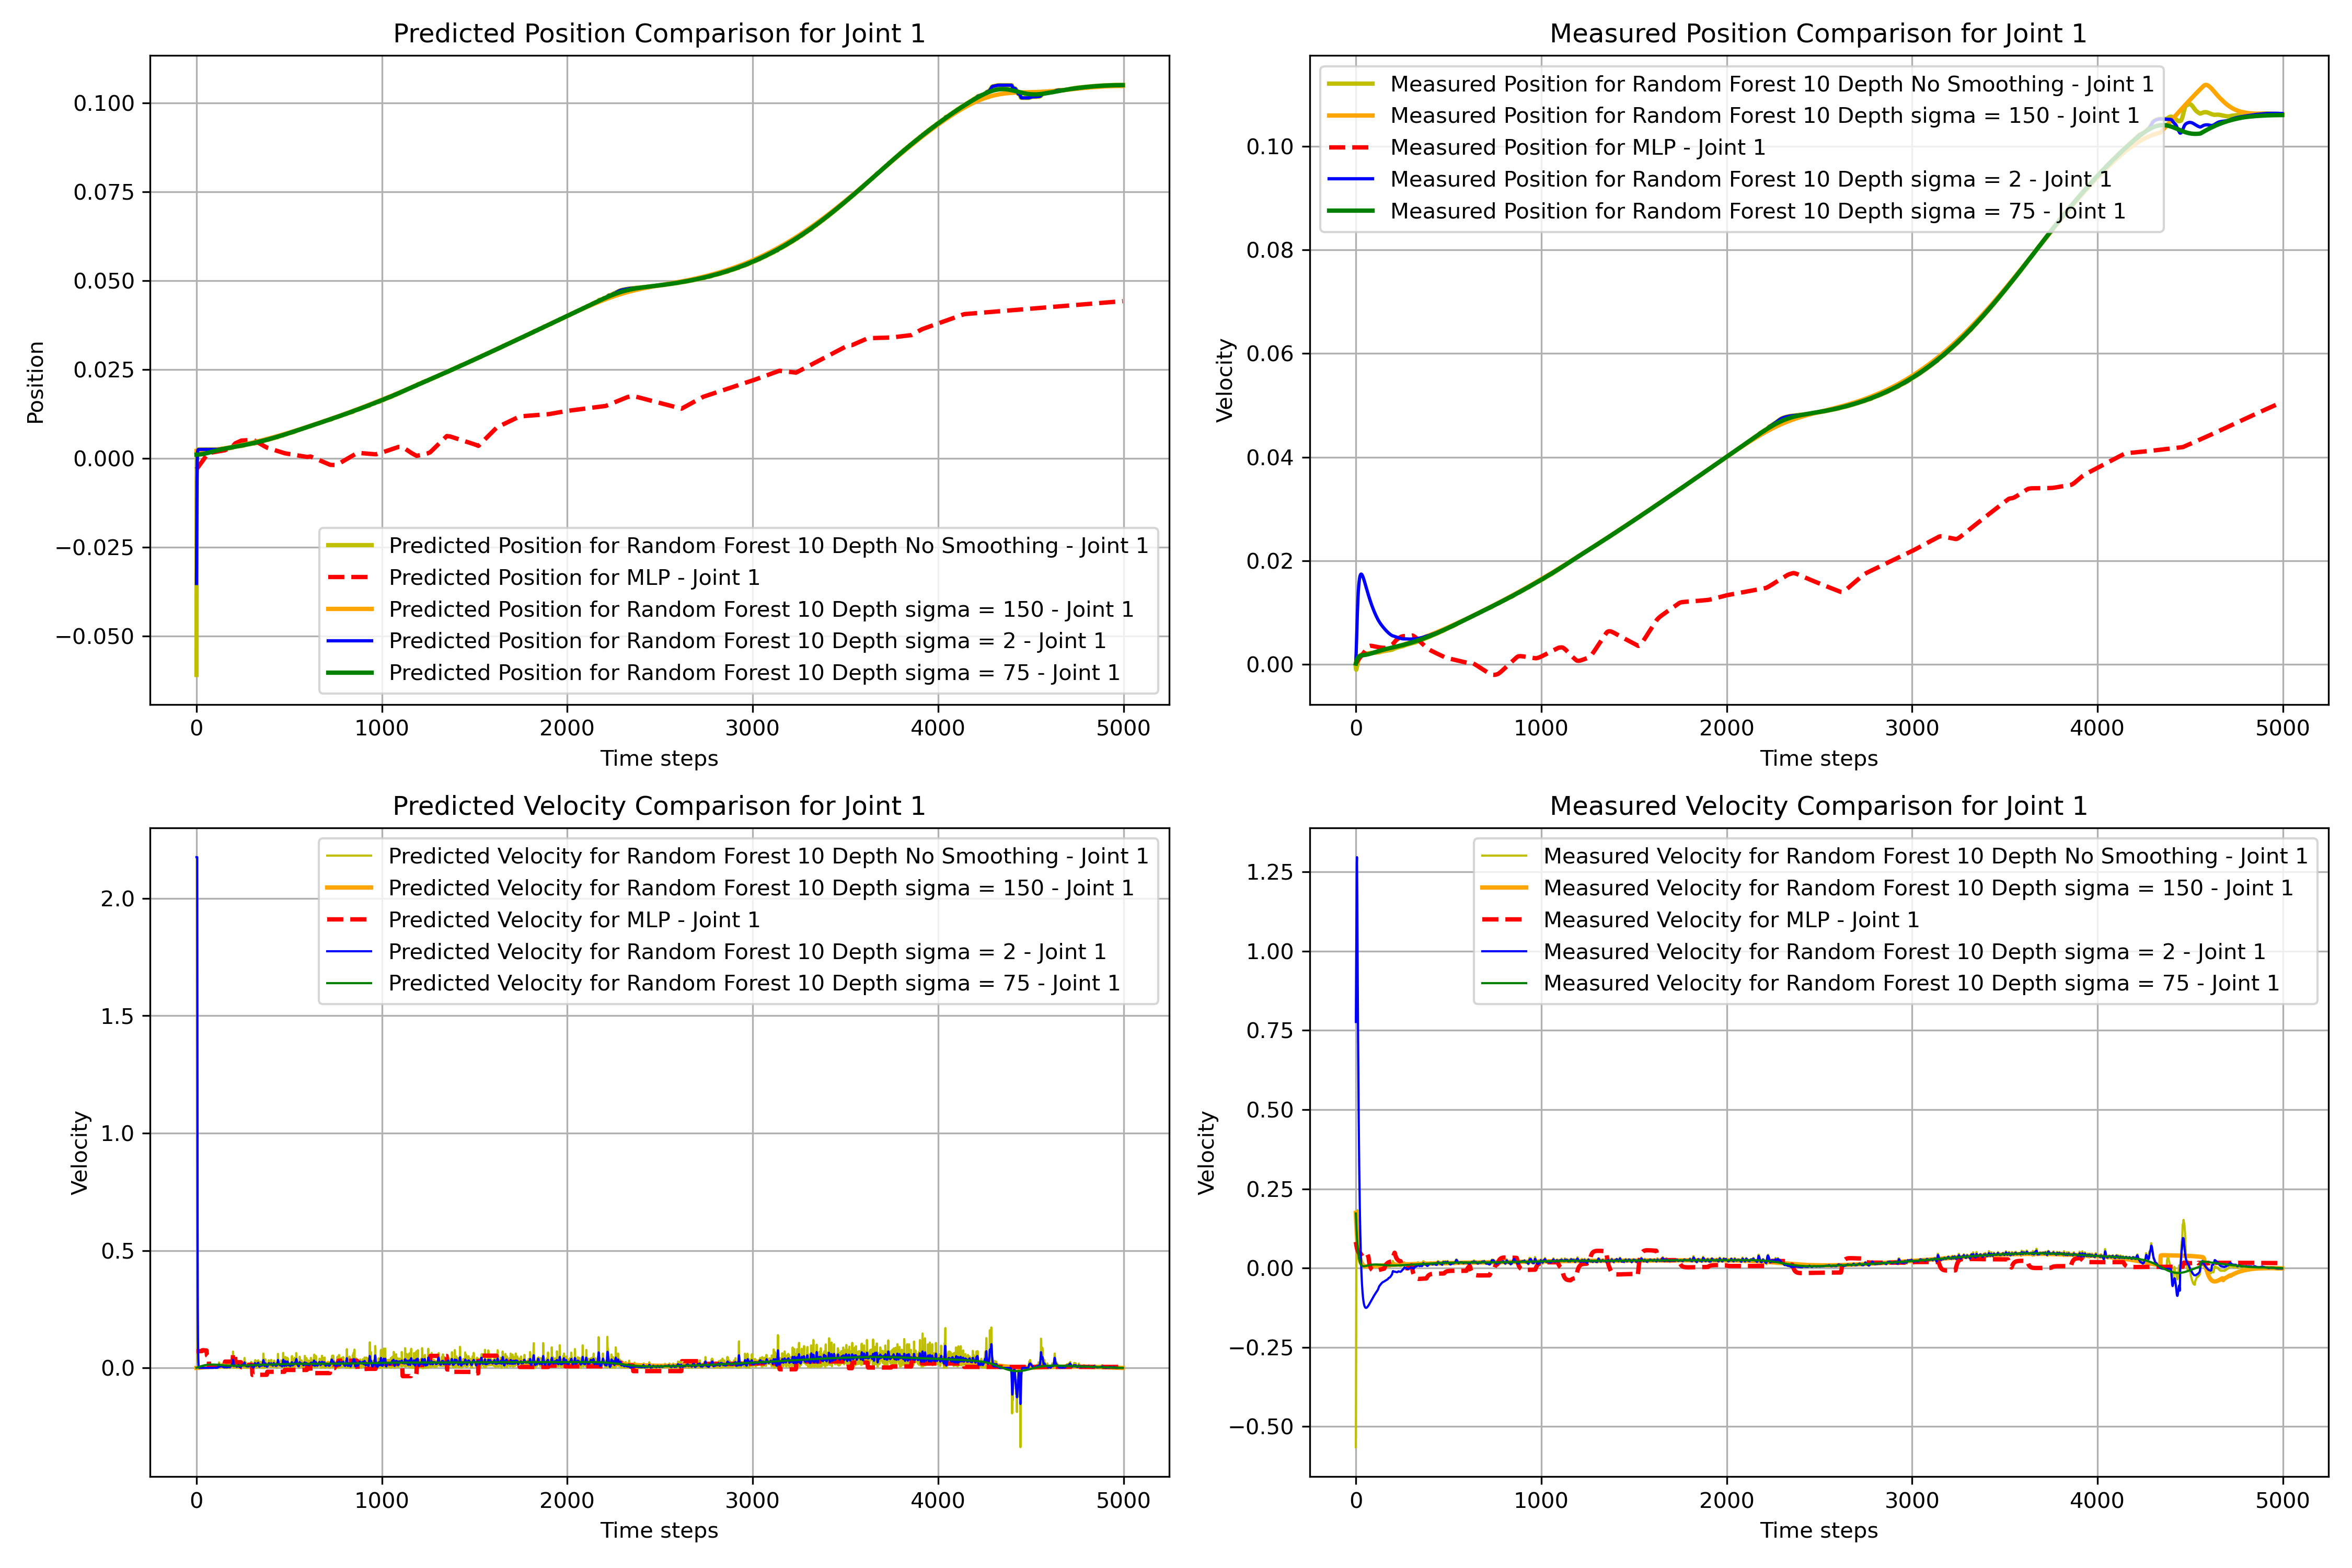 Predicted Position Comparison for Joint 1
Position
0.100
0.075
0.050
0.025
0.000
−0.025
−0.050
Predicted Position for Random Forest 10 Depth No Smoothing - Joint 1
Predicted Position for MLP - Joint 1
Predicted Position for Random Forest 10 Depth sigma = 150 - Joint 1
Predicted Position for Random Forest 10 Depth sigma = 2 - Joint 1
Predicted Position for Random Forest 10 Depth sigma = 75 - Joint 1
0 1000 2000 3000 4000 5000
Time steps
Measured Position Comparison for Joint 1
Velocity
0.10
0.08
0.06
0.04
0.02
0.00
Measured Position for Random Forest 10 Depth No Smoothing - Joint 1
Measured Position for Random Forest 10 Depth sigma = 150 - Joint 1
Measured Position for MLP - Joint 1
Measured Position for Random Forest 10 Depth sigma = 2 - Joint 1
Measured Position for Random Forest 10 Depth sigma = 75 - Joint 1
0 1000 2000 3000 4000 5000
Time steps
Predicted Velocity Comparison for Joint 1
Velocity
2.0
1.5
1.0
0.5
0.0
Predicted Velocity for Random Forest 10 Depth No Smoothing - Joint 1
Predicted Velocity for Random Forest 10 Depth sigma = 150 - Joint 1
Predicted Velocity for MLP - Joint 1
Predicted Velocity for Random Forest 10 Depth sigma = 2 - Joint 1
Predicted Velocity for Random Forest 10 Depth sigma = 75 - Joint 1
0 1000 2000 3000 4000 5000
Time steps
Measured Velocity Comparison for Joint 1
Velocity
1.25
1.00
0.75
0.50
0.25
0.00
−0.25
−0.50
Measured Velocity for Random Forest 10 Depth No Smoothing - Joint 1
Measured Velocity for Random Forest 10 Depth sigma = 150 - Joint 1
Measured Velocity for MLP - Joint 1
Measured Velocity for Random Forest 10 Depth sigma = 2 - Joint 1
Measured Velocity for Random Forest 10 Depth sigma = 75 - Joint 1
0 1000 2000 3000 4000 5000
Time steps